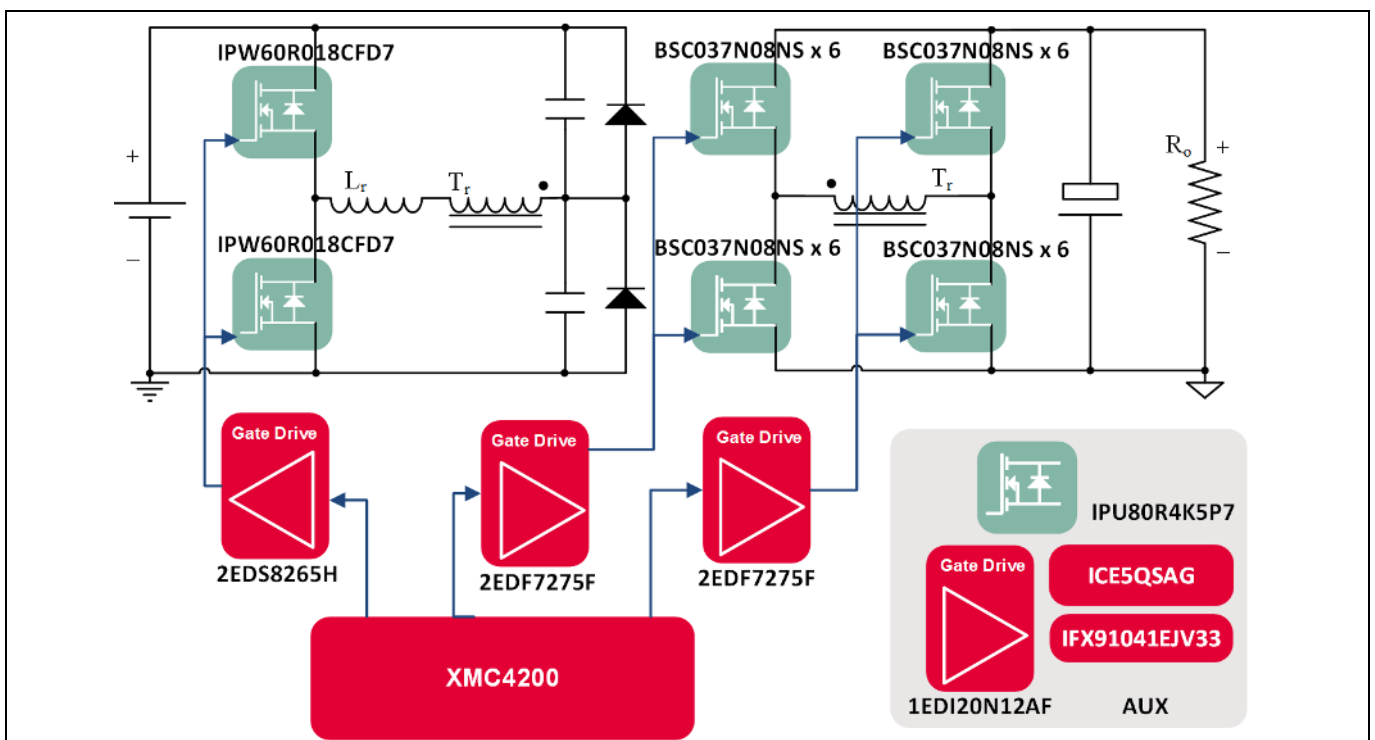 IPW60R018CFD7
BSC037N08NS x 6
BSC037N08NS x 6
+
Lr
Tr
Tr
Ro
+
–
–
IPW60R018CFD7
BSC037N08NS x 6
BSC037N08NS x 6
Gate Drive
Gate Drive
Gate Drive
2EDS8265H
2EDF7275F
2EDF7275F
XMC4200
IPU80R4K5P7
Gate Drive
ICE5QSAG
IFX91041EJV33
1EDI20N12AF
AUX